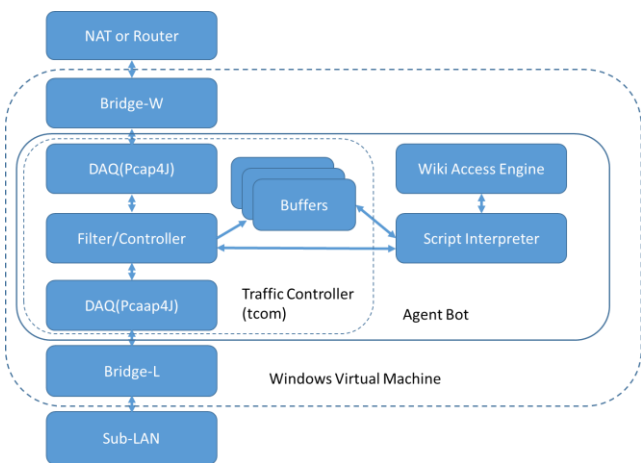 NAT or Router
Bridge-W
DAQ(Pcap4J)
Buffers
Wiki Access Engine
Filter/Controller
Script Interpreter
DAQ(Pcaap4J)
Traffic Controller
(tcom)
Agent Bot
Bridge-L
Windows Virtual Machine
Sub-LAN